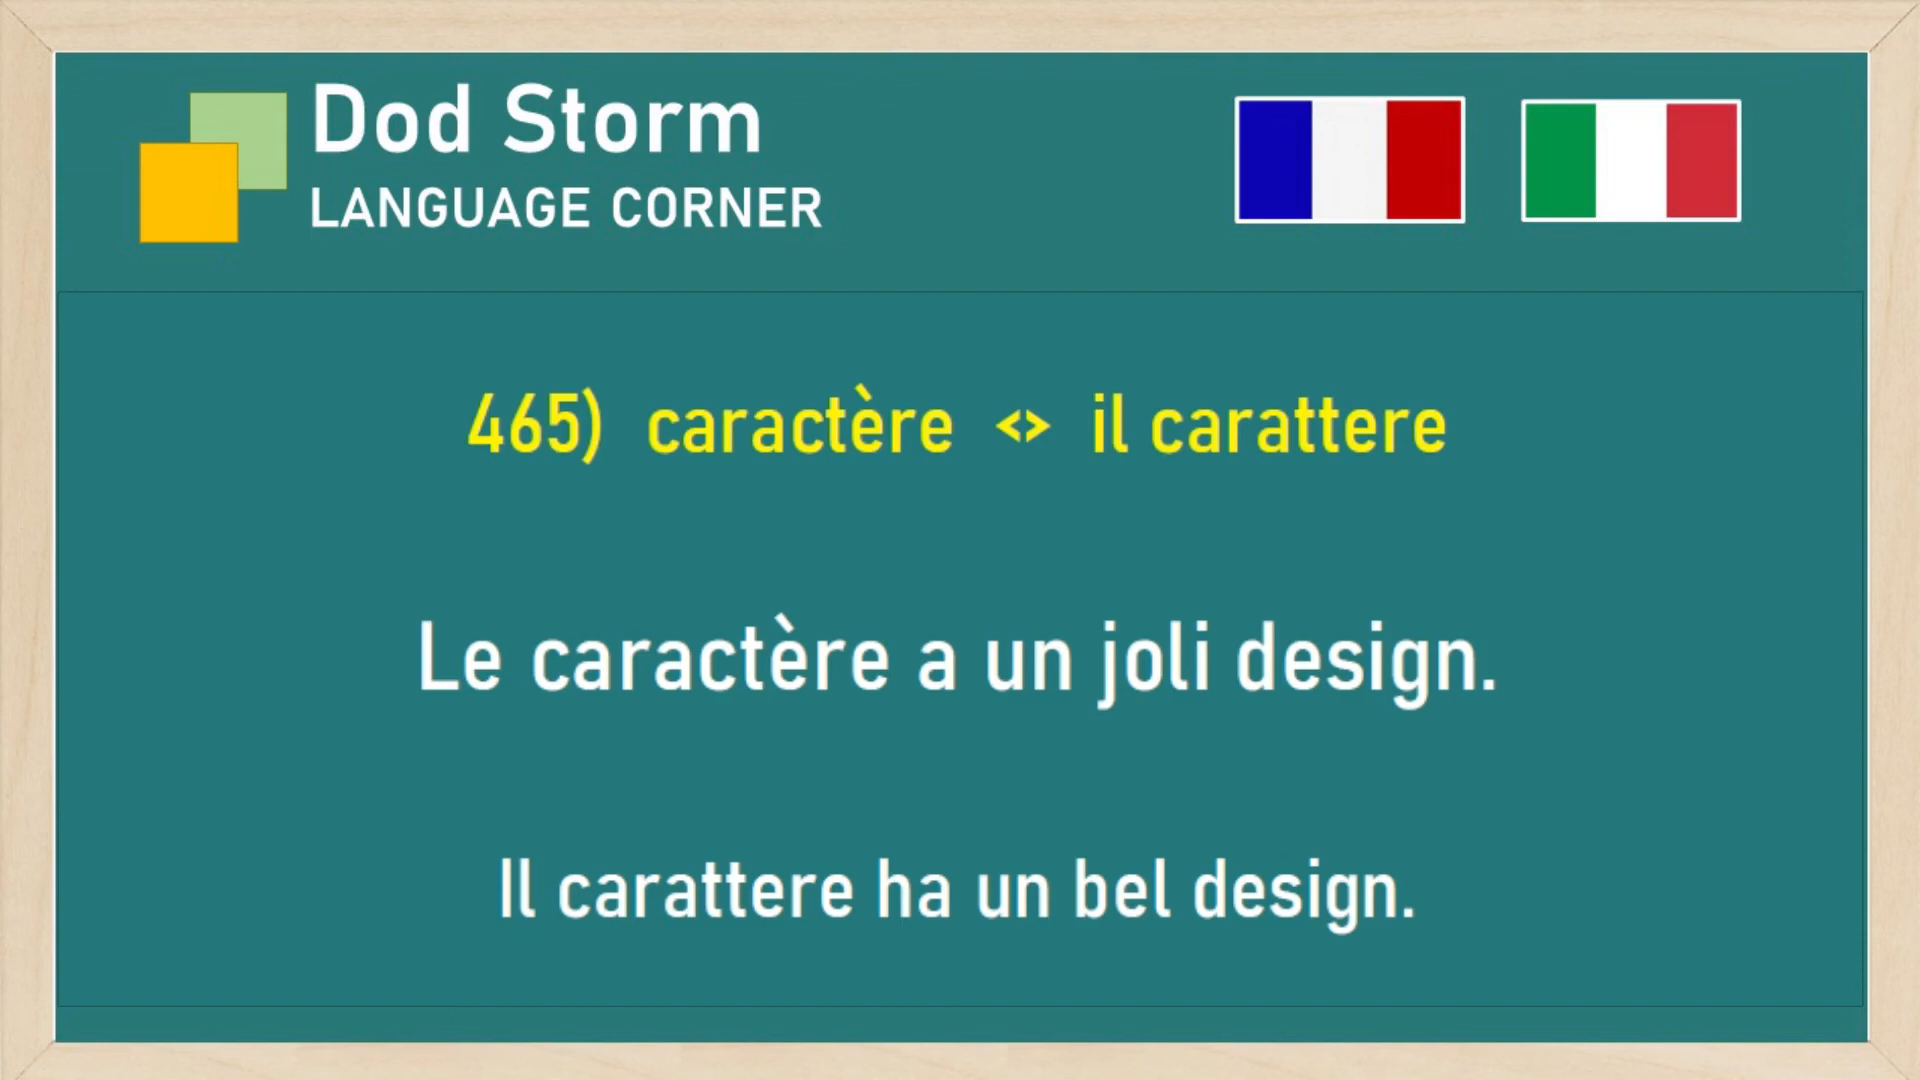 Dod Storm
LANGUAGE CORNER
465) caractère <> il carattere
Le caractère a un joli design.
Il carattere ha un bel design.